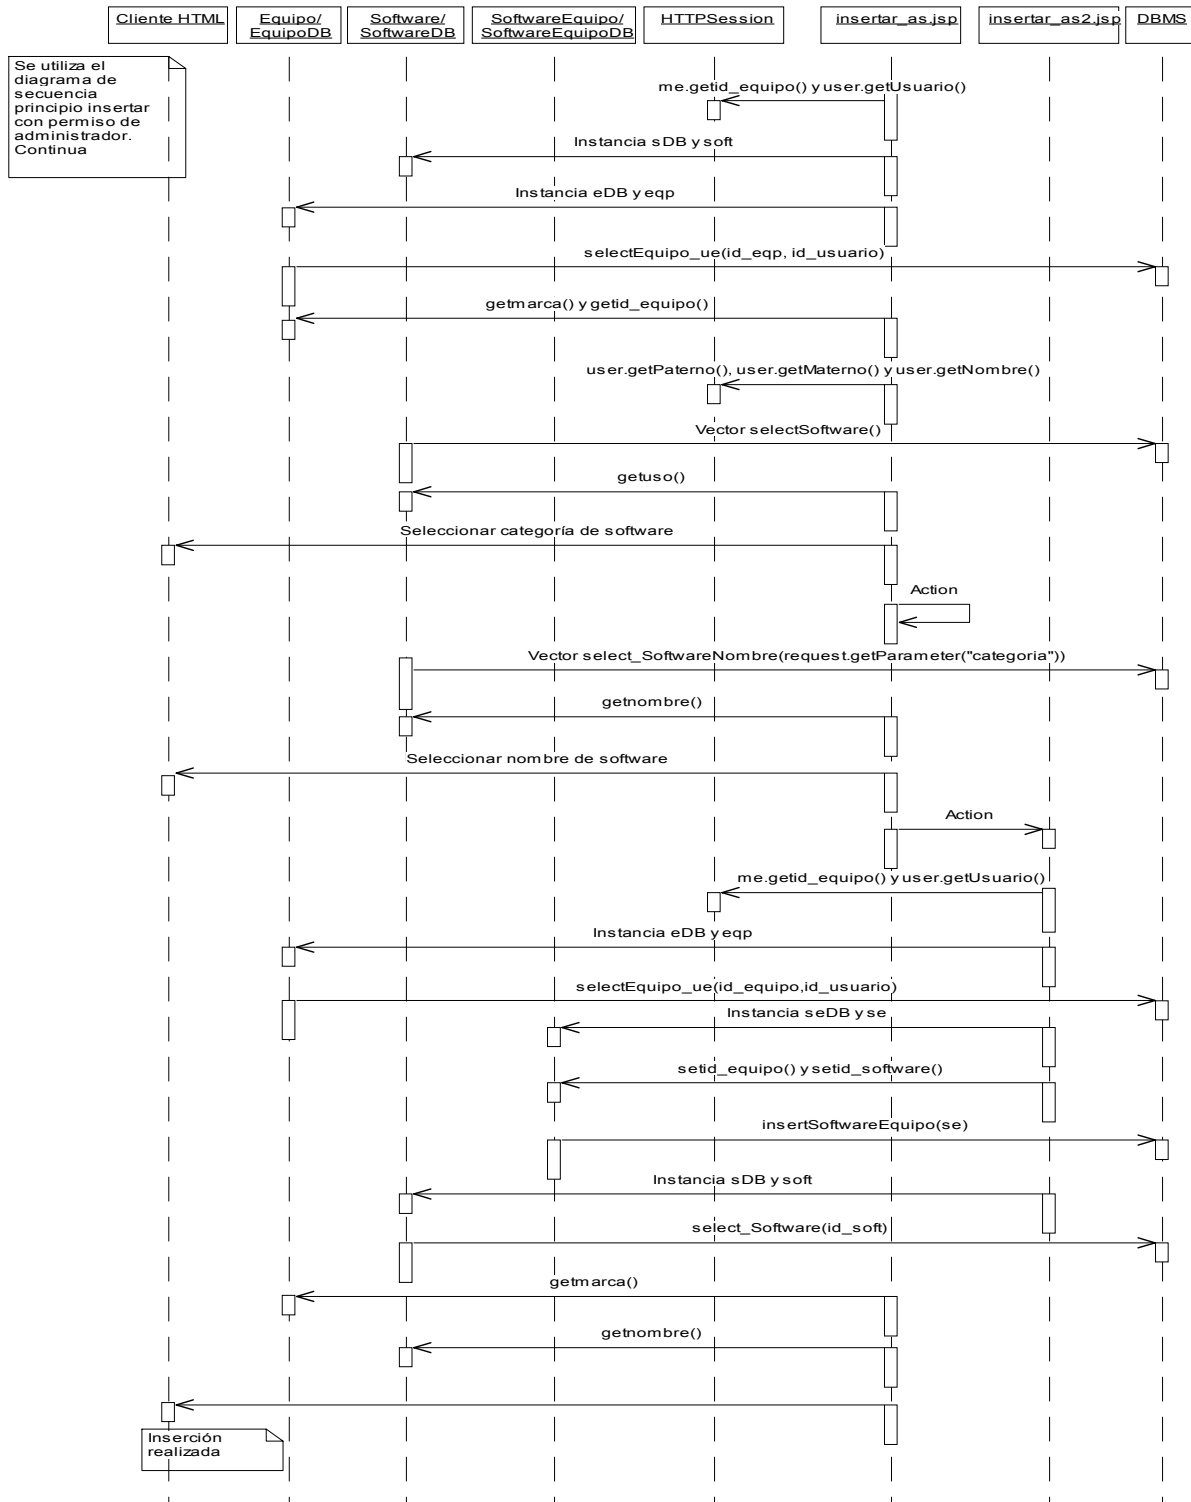 Cliente HTML
Equipo/
EquipoDB
Software/
SoftwareDB
SoftwareEquipo/
SoftwareEquipoDB
HTTPSession
insertar_as.jsp
insertar_as2.jsp
DBMS
Se utiliza el
diagrama de
secuencia
principio insertar
con permiso de
administrador.
Continua
me.getid_equipo() y user.getUsuario()
Instancia sDB y soft
Instancia eDB y eqp
selectEquipo_ue(id_eqp, id_usuario)
getmarca() y getid_equipo()
user.getPaterno(), user.getMaterno() y user.getNombre()
Vector selectSoftware()
getuso()
Seleccionar categoría de software
Action
Vector select_SoftwareNombre(request.getParameter("categoria"))
getnombre()
Seleccionar nombre de software
Action
me.getid_equipo() y user.getUsuario()
Instancia eDB y eqp
selectEquipo_ue(id_equipo,id_usuario)
Instancia seDB y se
setid_equipo() y setid_software()
insertSoftwareEquipo(se)
Instancia sDB y soft
select_Software(id_soft)
getmarca()
getnombre()
Inserción
realizada